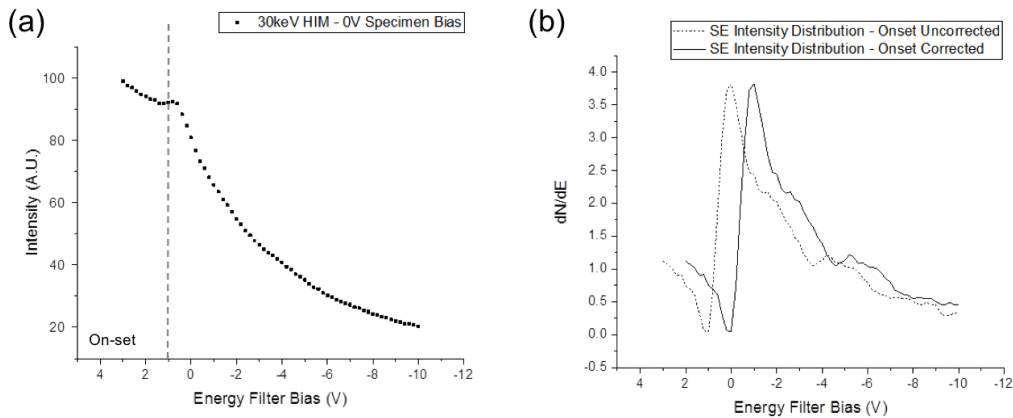 (a)
30keV HIM - 0V Specimen Bias
100
80
60
40
20
Intensity (A.U.)
On-set
4 2 0 -2 -4 -6 -8 -10 -12
Energy Filter Bias (V)
(b)
SE Intensity Distribution - Onset Uncorrected
SE Intensity Distribution - Onset Corrected
4.0
3.5
3.0
2.5
2.0
1.5
1.0
0.5
0.0
-0.5
dN/dE
4 2 0 -2 -4 -6 -8 -10 -12
Energy Filter Bias (V)